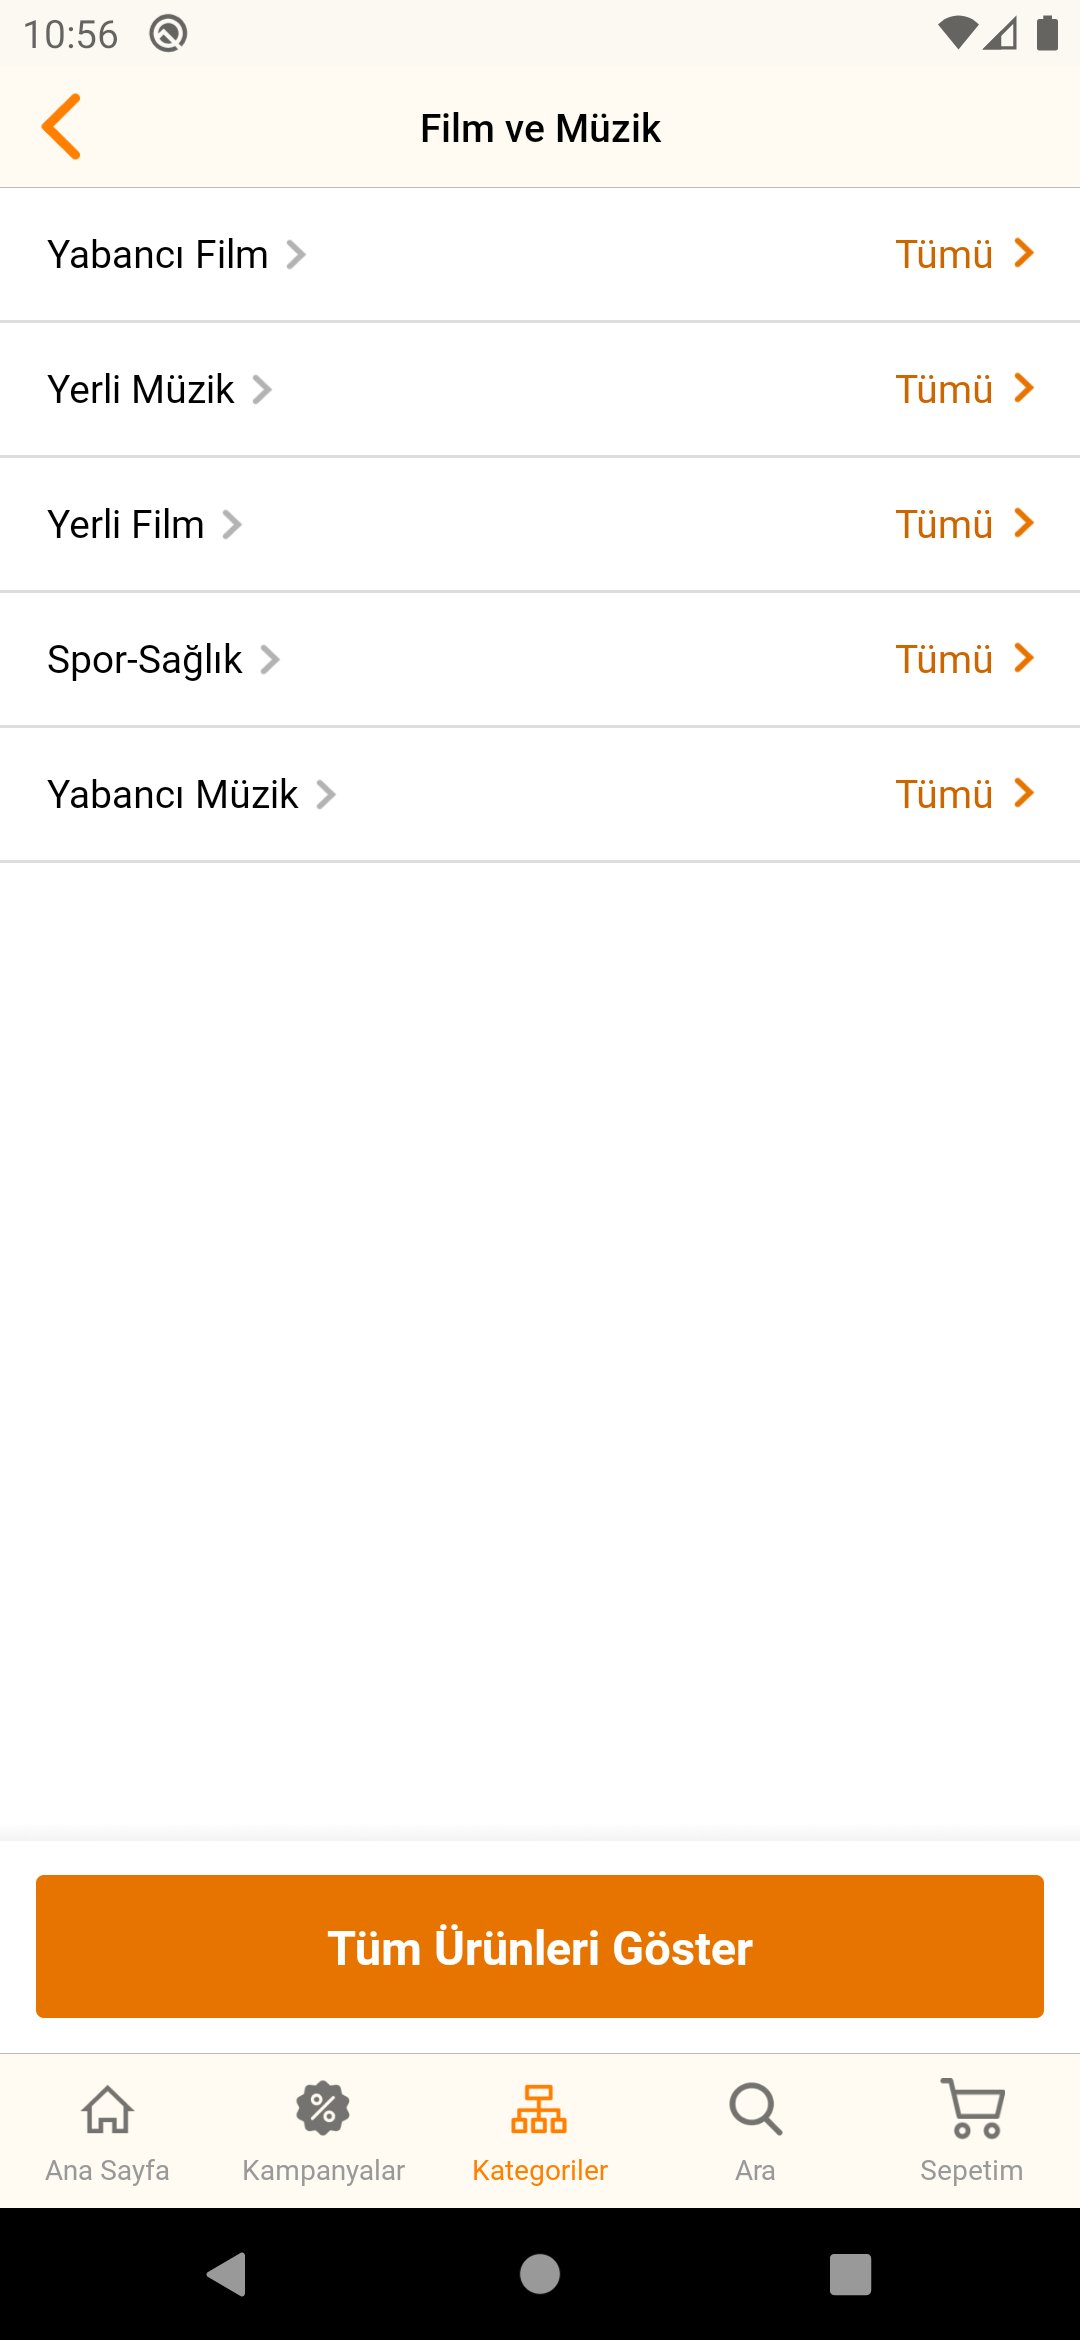 10:56
Film ve Müzik
Yabancı Film Tümü
Yerli Müzik Tümü
Yerli Film Tümü
Spor-Sağlık Tümü
Yabancı Müzik Tümü
Tüm Ürünleri Göster
Ana Sayfa Kampanyalar Kategoriler Ara Sepetim